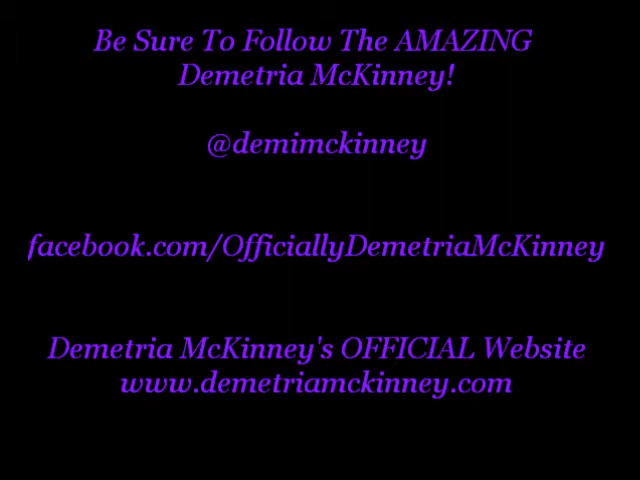 Be Sure To Follow The AMAZING
Demetria McKinney!
@demimckinney
facebook.com/OfficiallyDemetriaMcKinney
Demetria McKinney's OFFICIAL Website
www.demetriamckinney.com